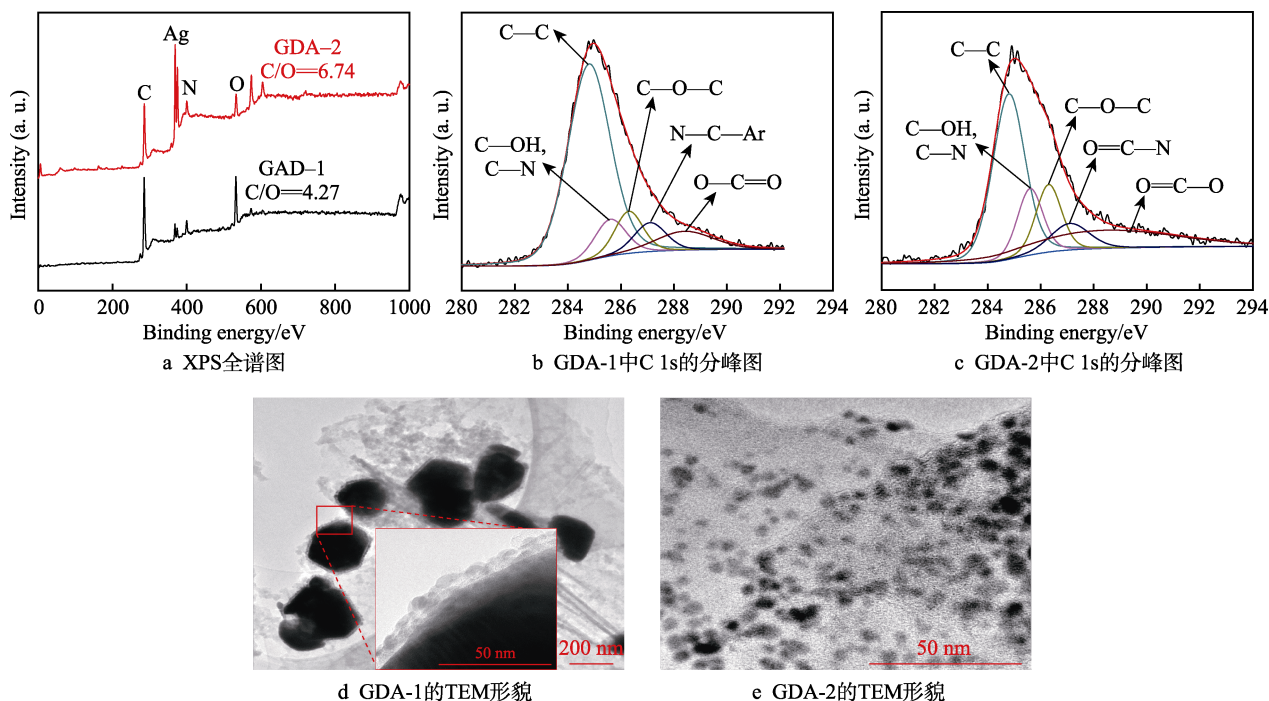 Intensity (a. u.)
Ag
GDA–2
C/O==6.74
C
N
O
GAD–1
C/O==4.27
0 200 400 600 800 1000
Binding energy/eV
a XPS全谱图
Intensity (a. u.)
C—C
C—O—C
C—OH,
C—N
N—C—Ar
O—C=O
280 282 284 286 288 290 292 294
Binding energy/eV
b GDA-1中C 1s的分峰图
Intensity (a. u.)
C—C
C—O—C
C—OH,
C—N
O=C—N
O=C—O
280 282 284 286 288 290 292 294
Binding energy/eV
c GDA-2中C 1s的分峰图
50 nm
200 nm
d GDA-1的TEM形貌
50 nm
e GDA-2的TEM形貌